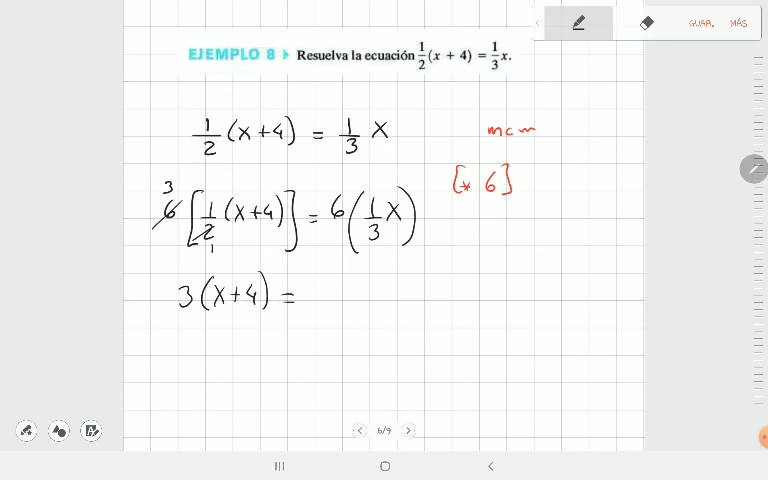 GUAR. MÁS
EJEMPLO 8 Resuelva la ecuación 1/2(x + 4) = 1/3x.
1/2 (x+4) = 1/3 x
mcm
[* 6]
3
6 [1/2 (x+4)] = 6 (1/3 x)
1
3(x+4) =
6/9